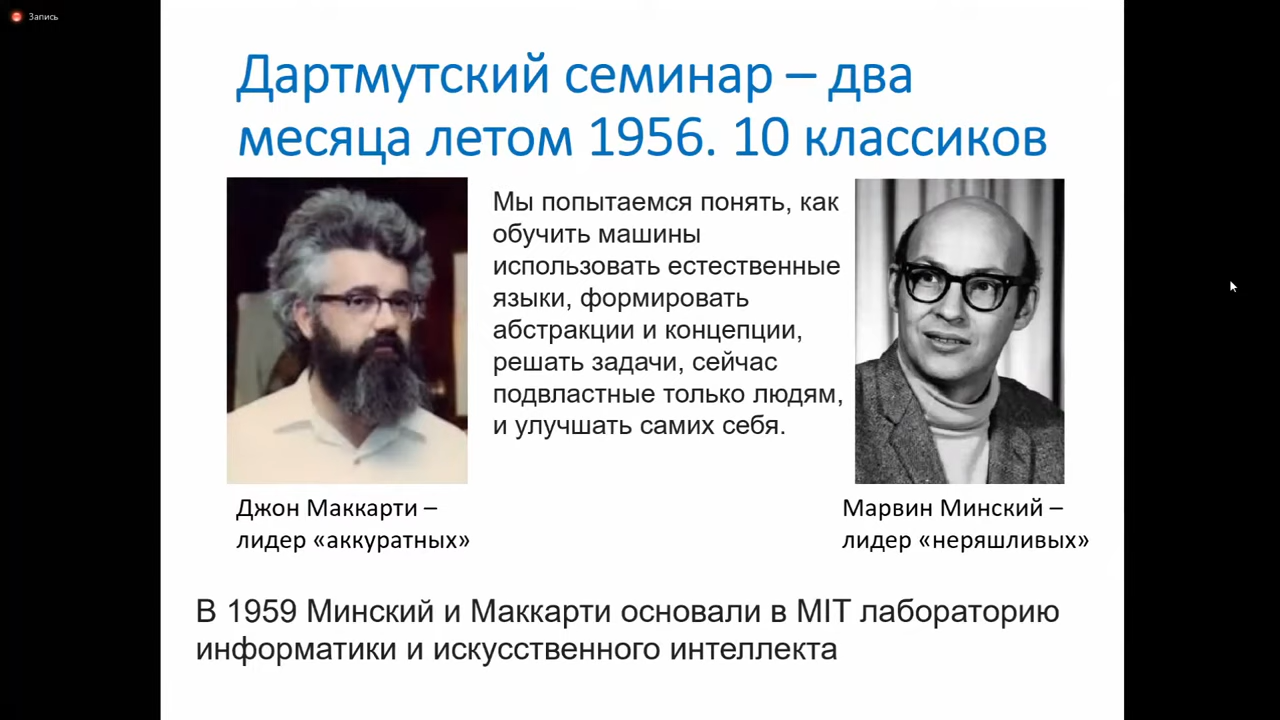 Запись
Дартмутский семинар – два
месяца летом 1956. 10 классиков
Мы попытаемся понять, как
обучить машины
использовать естественные
языки, формировать
абстракции и концепции,
решать задачи, сейчас
подвластные только людям,
и улучшать самих себя.
Джон Маккарти –
лидер «аккуратных»
Марвин Минский –
лидер «неряшливых»
В 1959 Минский и Маккарти основали в MIT лабораторию
информатики и искусственного интеллекта